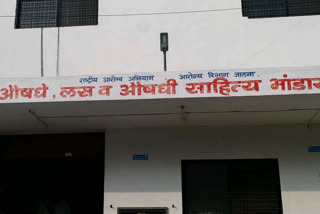 राष्ट्रीय आरोग्य अभियान आरोग्य विभाग जालना.
औषधे, लस व औषधी साहित्य भांडार